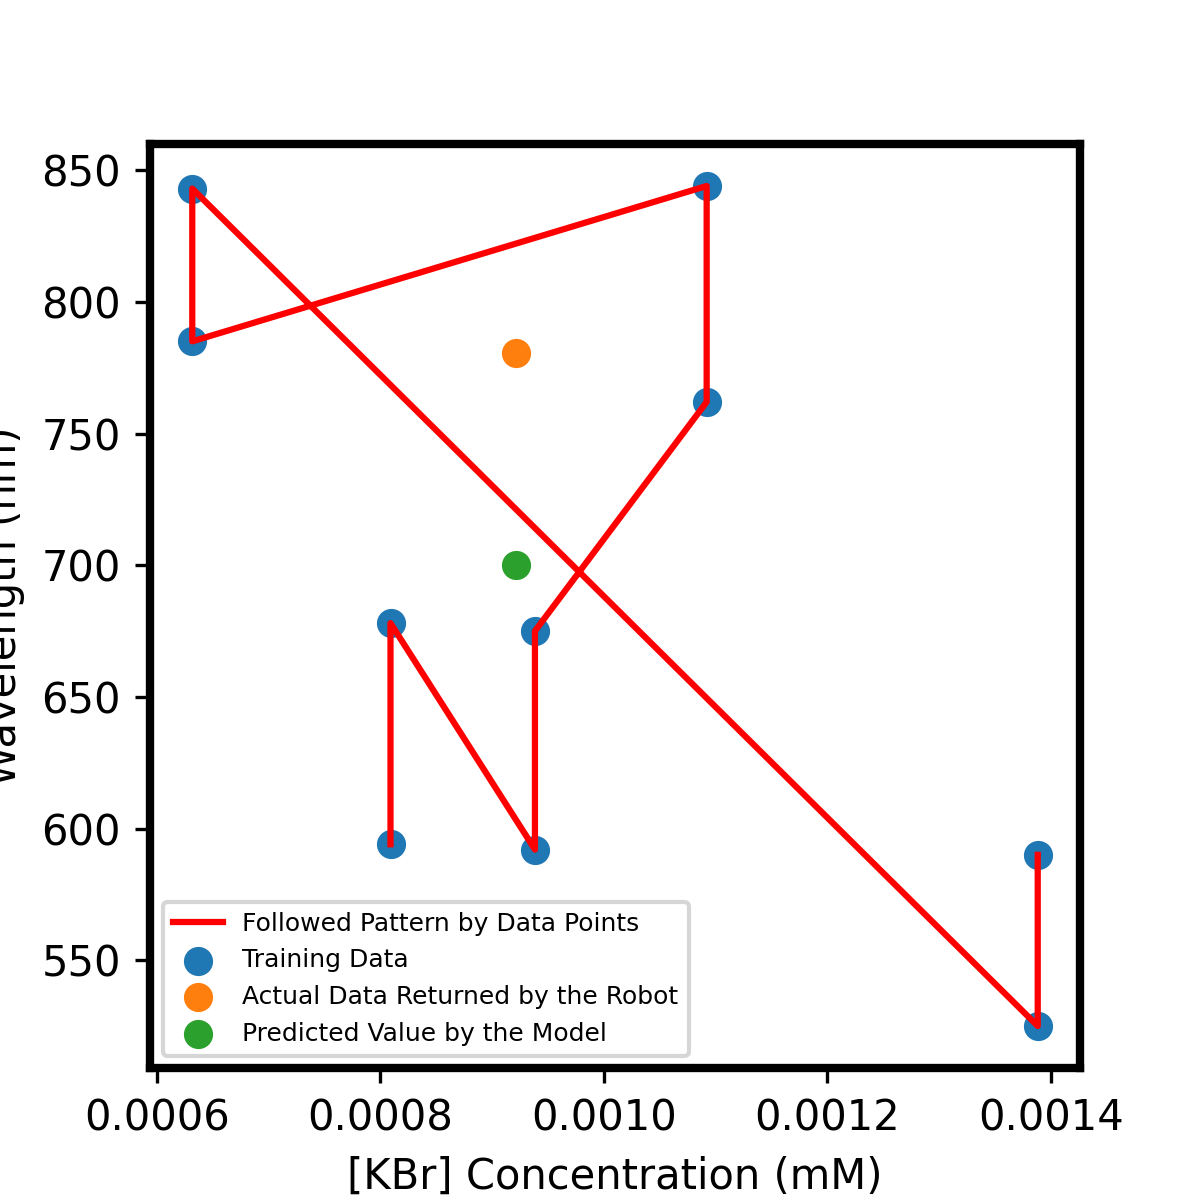 850
800
750
700
650
600
550
Wavelength (nm)
Followed Pattern by Data Points
Training Data
Actual Data Returned by the Robot
Predicted Value by the Model
0.0006 0.0008 0.0010 0.0012 0.0014
[KBr] Concentration (mM)